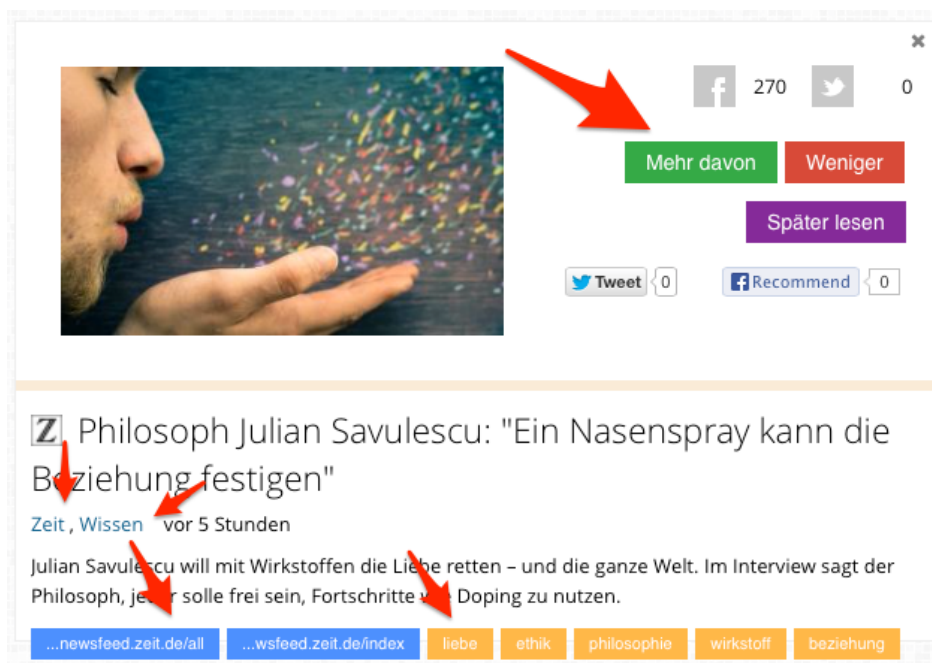 270
0
Mehr davon
Weniger
Später lesen
Tweet 0
Recommend 0
Z Philosoph Julian Savulescu: "Ein Nasenspray kann die
Beziehung festigen"
Zeit , Wissen vor 5 Stunden
Julian Savulescu will mit Wirkstoffen die Liebe retten – und die ganze Welt. Im Interview sagt der
Philosoph, jeder solle frei sein, Fortschritte wie Doping zu nutzen.
...newsfeed.zeit.de/all ...wsfeed.zeit.de/index liebe ethik philosophie wirkstoff beziehung